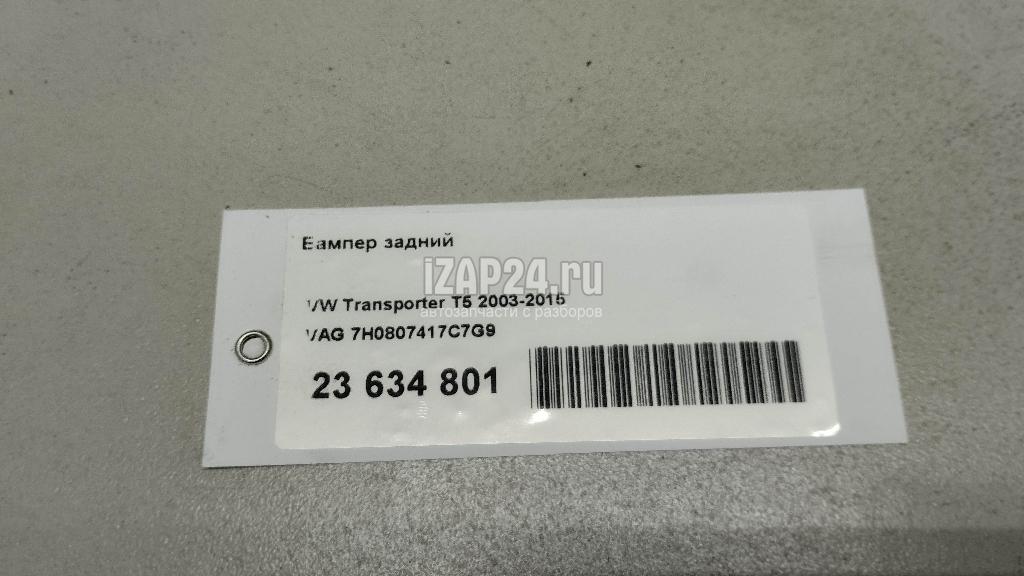 Бампер задний
iZAP24.ru
VW Transporter T5 2003-2015
автозапчасти с разборов
VAG 7H0807417C7G9
23 634 801